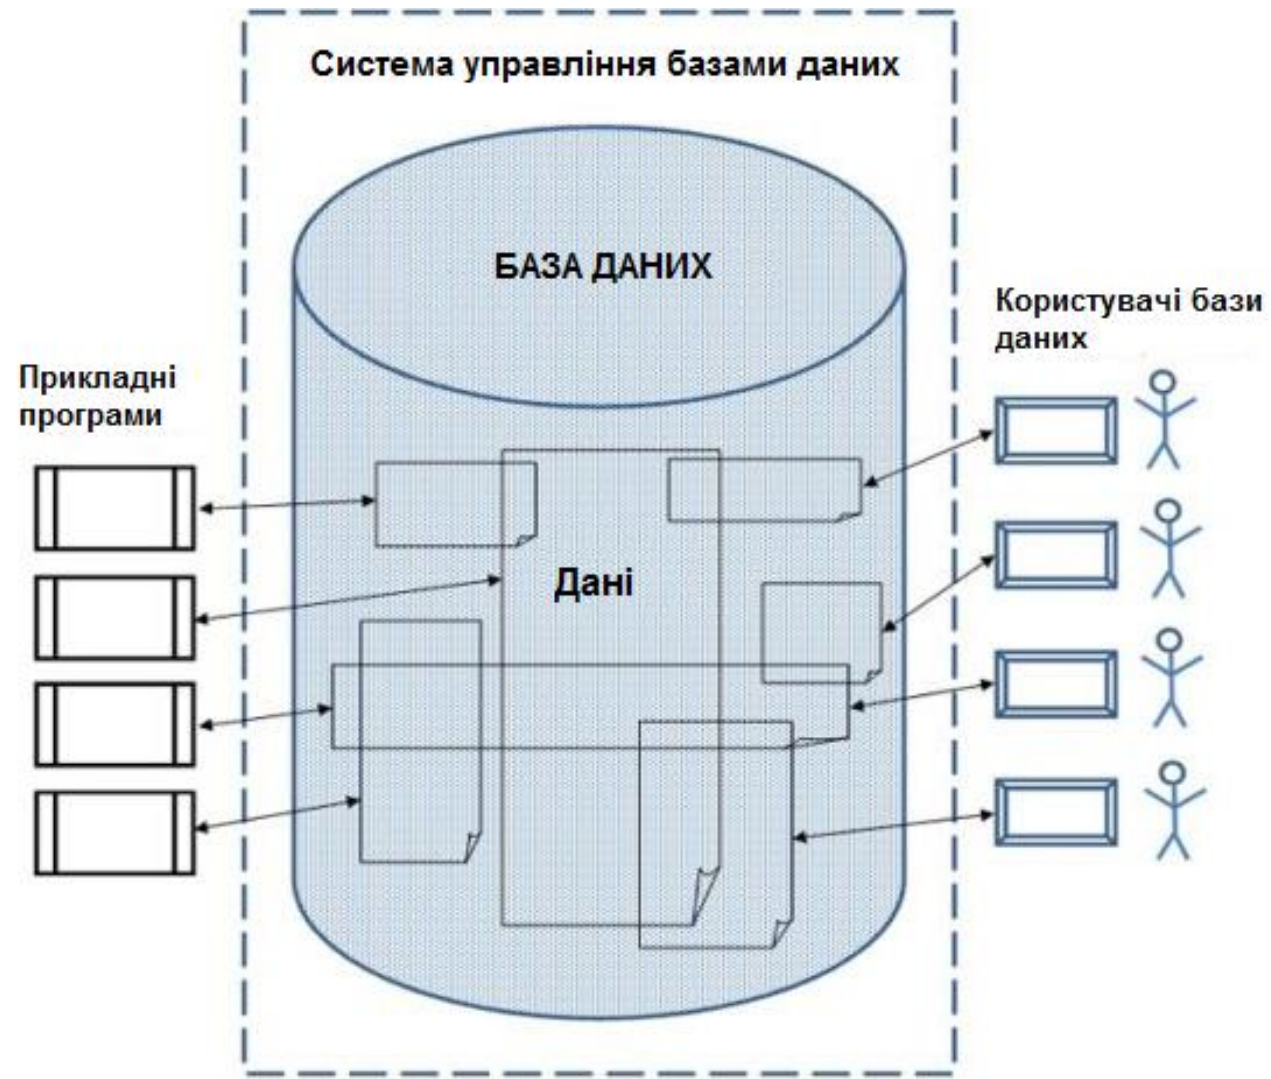 Система управління базами даних
БАЗА ДАНИХ
Користувачі бази
даних
Прикладні
програми
Дані